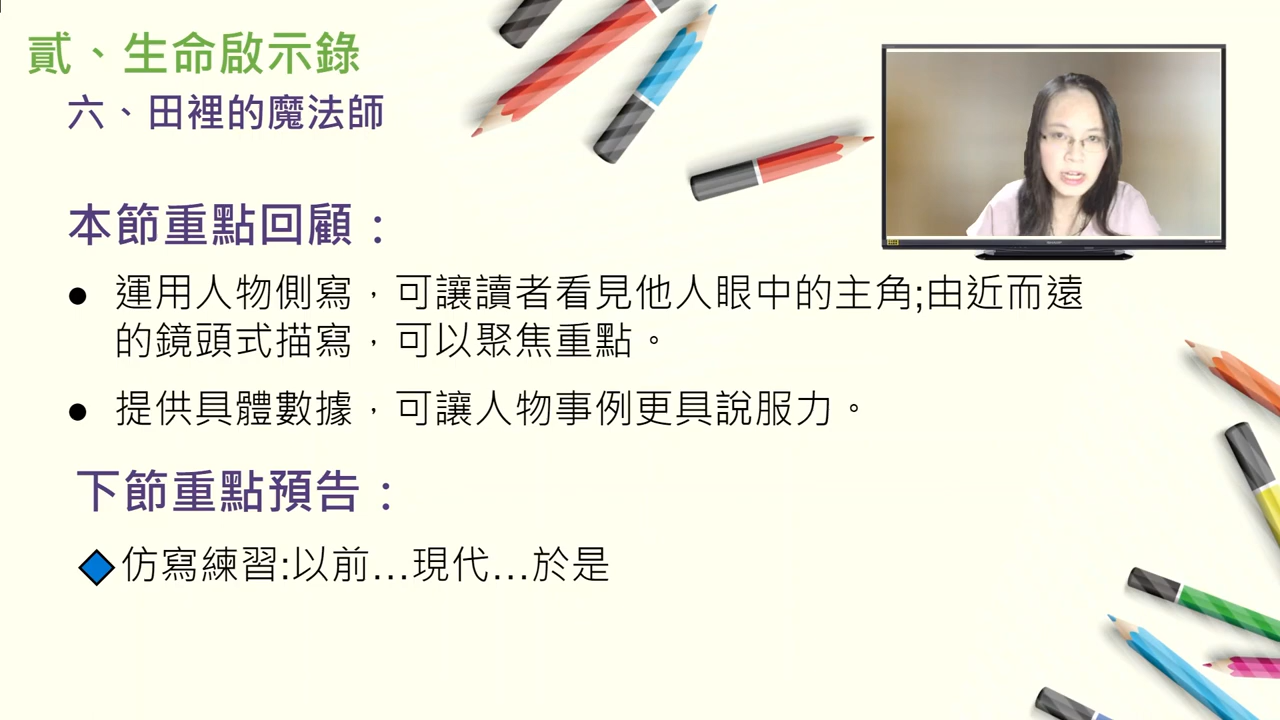 貳、生命啟示錄
六、田裡的魔法師
本節重點回顧：
● 運用人物側寫，可讓讀者看見他人眼中的主角;由近而遠
的鏡頭式描寫，可以聚焦重點。
● 提供具體數據，可讓人物事例更具說服力。
下節重點預告：
◆仿寫練習:以前…現代…於是